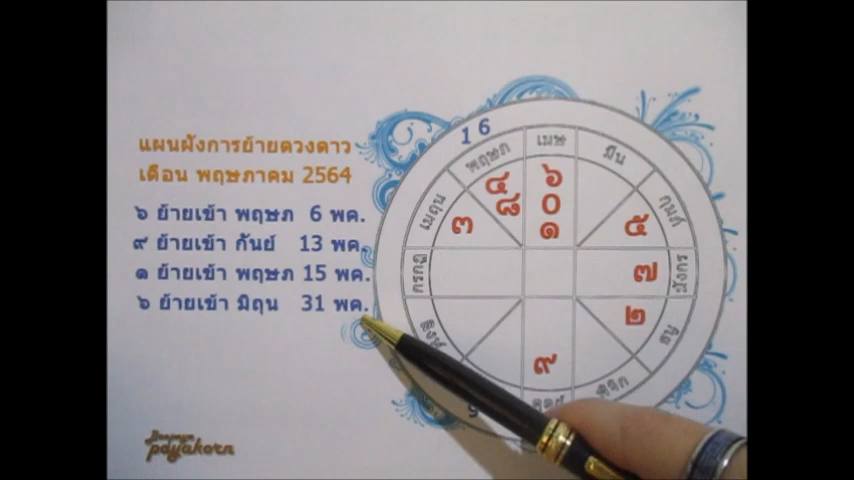 แผนผังการย้ายดวงดาว
เดือน พฤษภาคม 2564
๖ ย้ายเข้า พฤษภ 6 พค.
๙ ย้ายเข้า กันย์ 13 พค.
๑ ย้ายเข้า พฤษภ 15 พค.
๖ ย้ายเข้า มิถุน 31 พค.
16
พฤษภ
เมษ
มีน
เมถุน
กุมภ์
กรกฎ
มังกร
ธนู
พิจิก
๔
๘
๖
๐
๑
๓
๕
๗
๒
๙
9
payakorn